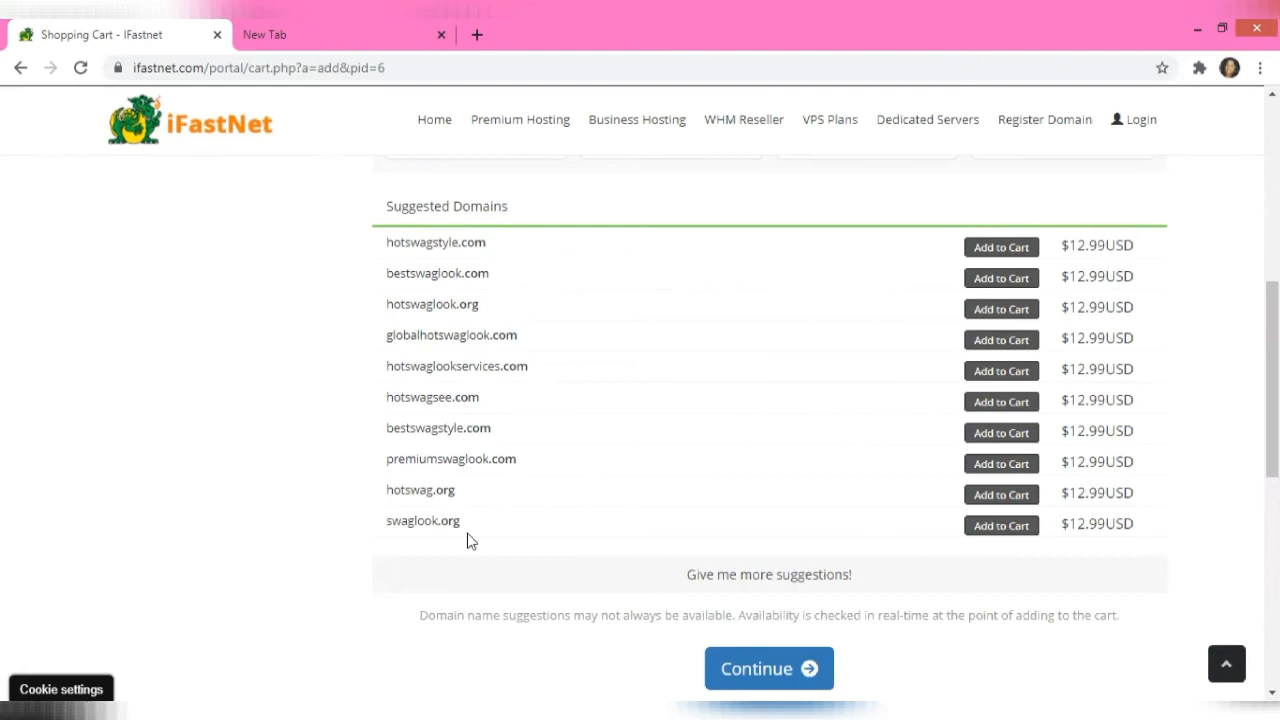 Shopping Cart - iFastnet
New Tab
ifastnet.com/portal/cart.php?a=add&pid=6
iFastNet
Home Premium Hosting Business Hosting WHM Reseller VPS Plans Dedicated Servers Register Domain Login
Suggested Domains
hotswagstyle.com Add to Cart $12.99USD
bestswaglook.com Add to Cart $12.99USD
hotswaglook.org Add to Cart $12.99USD
globalhotswaglook.com Add to Cart $12.99USD
hotswaglookservices.com Add to Cart $12.99USD
hotswagsee.com Add to Cart $12.99USD
bestswagstyle.com Add to Cart $12.99USD
premiumswaglook.com Add to Cart $12.99USD
hotswag.org Add to Cart $12.99USD
swaglook.org Add to Cart $12.99USD
Give me more suggestions!
Domain name suggestions may not always be available. Availability is checked in real-time at the point of adding to the cart.
Continue
Cookie settings